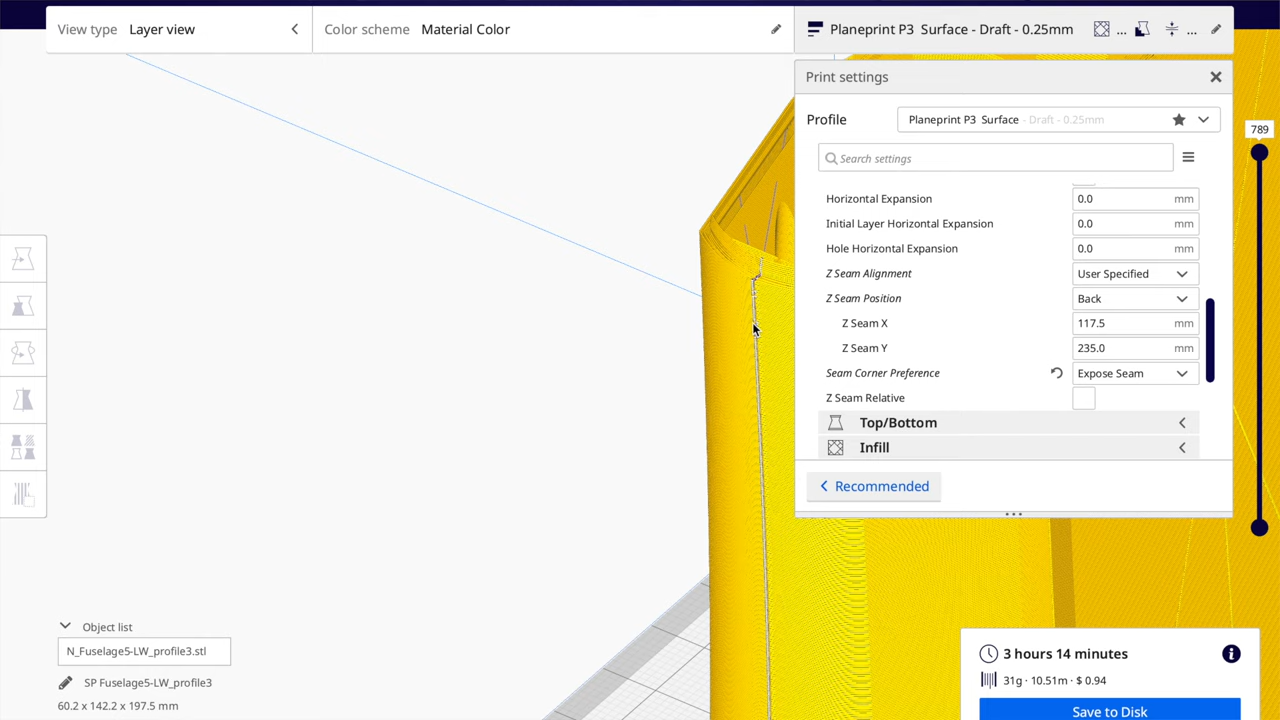 View type Layer view
Color scheme Material Color
Planeprint P3 Surface - Draft - 0.25mm ... ...
Print settings
Profile Planeprint P3 Surface - Draft - 0.25mm
Search settings
Horizontal Expansion 0.0 mm
Initial Layer Horizontal Expansion 0.0 mm
Hole Horizontal Expansion 0.0 mm
Z Seam Alignment User Specified
Z Seam Position Back
Z Seam X 117.5 mm
Z Seam Y 235.0 mm
Seam Corner Preference Expose Seam
Z Seam Relative
Top/Bottom
Infill
Recommended
789
Object list
N_Fuselage5-LW_profile3.stl
SP Fuselage5-LW_profile3
60.2 x 142.2 x 197.5 mm
3 hours 14 minutes
31g · 10.51m · $ 0.94
Save to Disk